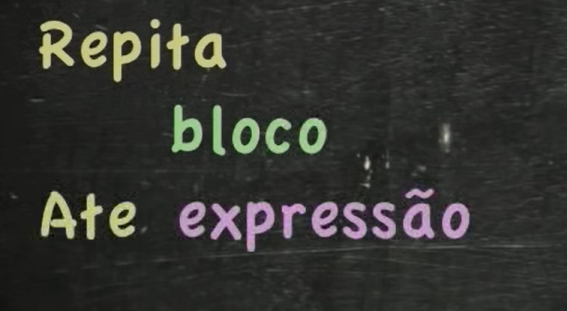 Repita
bloco
Ate expressão